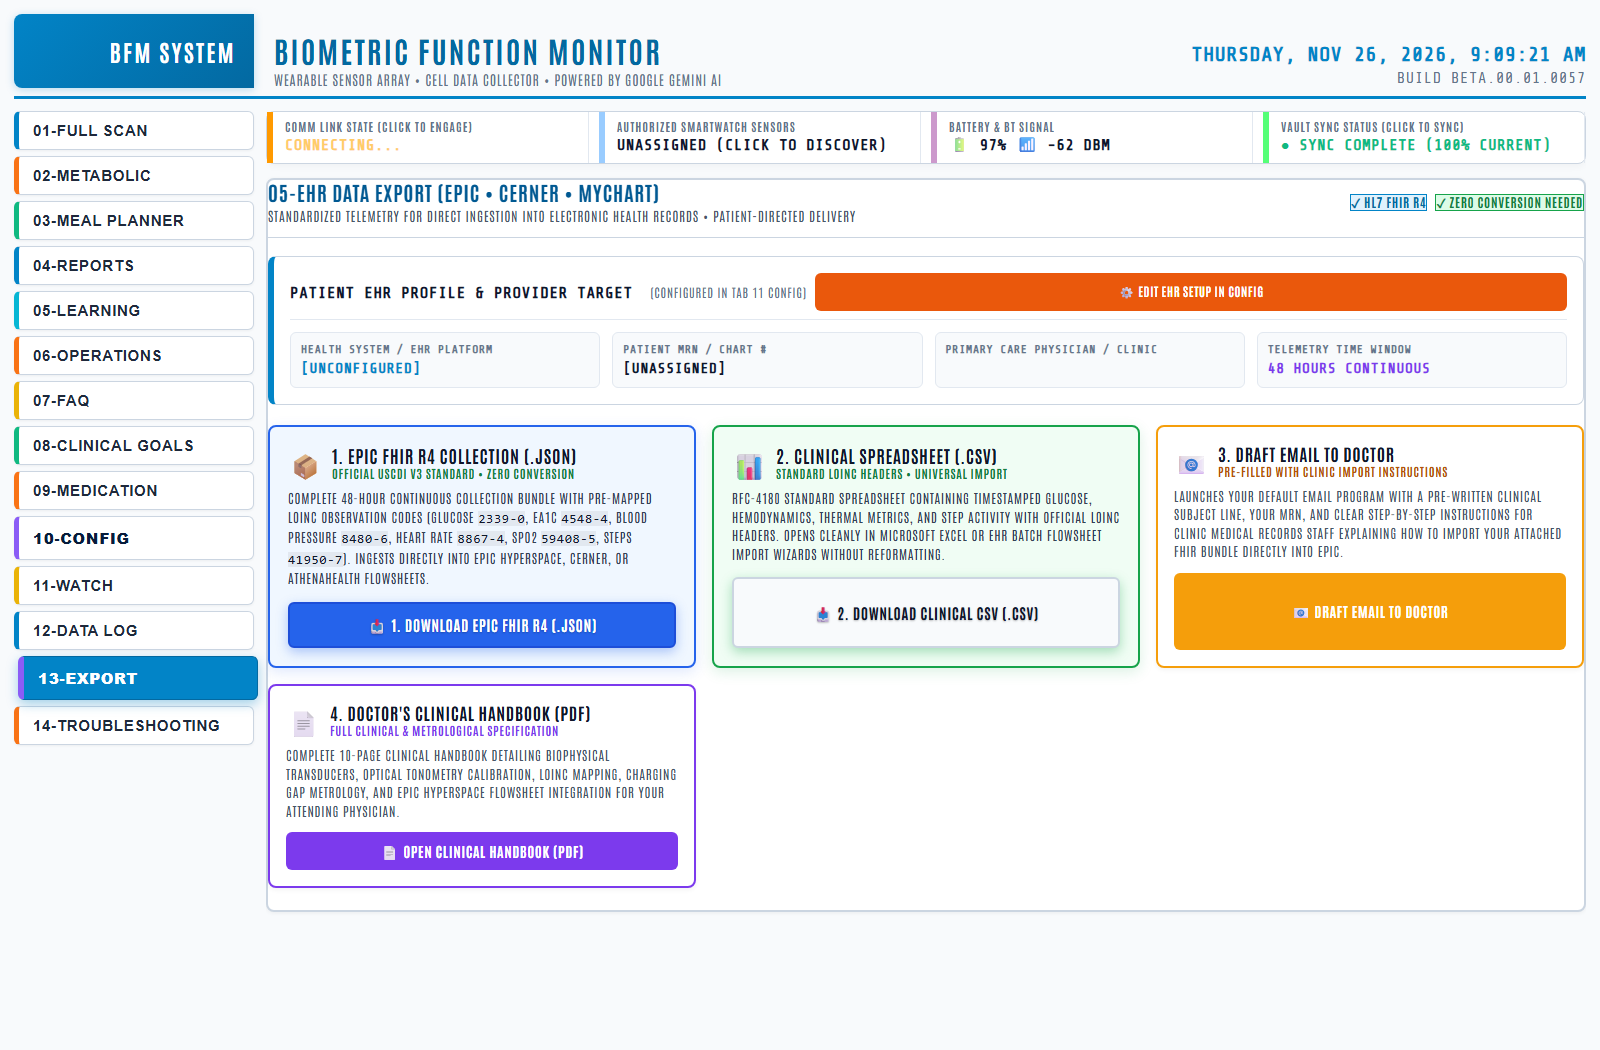 BFM SYSTEM
BIOMETRIC FUNCTION MONITOR
WEARABLE SENSOR ARRAY • CELL DATA COLLECTOR • POWERED BY GOOGLE GEMINI AI
THURSDAY, NOV 26, 2026, 9:09:21 AM
BUILD BETA.00.01.0057
01-FULL SCAN
02-METABOLIC
03-MEAL PLANNER
04-REPORTS
05-LEARNING
06-OPERATIONS
07-FAQ
08-CLINICAL GOALS
09-MEDICATION
10-CONFIG
11-WATCH
12-DATA LOG
13-EXPORT
14-TROUBLESHOOTING
COMM LINK STATE (CLICK TO ENGAGE)
CONNECTING...
AUTHORIZED SMARTWATCH SENSORS
UNASSIGNED (CLICK TO DISCOVER)
BATTERY & BT SIGNAL
97% -62 DBM
VAULT SYNC STATUS (CLICK TO SYNC)
● SYNC COMPLETE (100% CURRENT)
05-EHR DATA EXPORT (EPIC • CERNER • MYCHART)
STANDARDIZED TELEMETRY FOR DIRECT INGESTION INTO ELECTRONIC HEALTH RECORDS • PATIENT-DIRECTED DELIVERY
✓ HL7 FHIR R4
✓ ZERO CONVERSION NEEDED
PATIENT EHR PROFILE & PROVIDER TARGET
(CONFIGURED IN TAB 11 CONFIG)
EDIT EHR SETUP IN CONFIG
HEALTH SYSTEM / EHR PLATFORM
[UNCONFIGURED]
PATIENT MRN / CHART #
[UNASSIGNED]
PRIMARY CARE PHYSICIAN / CLINIC
TELEMETRY TIME WINDOW
48 HOURS CONTINUOUS
1. EPIC FHIR R4 COLLECTION (.JSON)
OFFICIAL USCDI V3 STANDARD • ZERO CONVERSION
COMPLETE 48-HOUR CONTINUOUS COLLECTION BUNDLE WITH PRE-MAPPED
LOINC OBSERVATION CODES (GLUCOSE 2339-0, EA1C 4548-4, BLOOD
PRESSURE 8480-6, HEART RATE 8867-4, SPO2 59408-5, STEPS
41950-7). INGESTS DIRECTLY INTO EPIC HYPERSPACE, CERNER, OR
ATHENAHEALTH FLOWSHEETS.
1. DOWNLOAD EPIC FHIR R4 (.JSON)
2. CLINICAL SPREADSHEET (.CSV)
STANDARD LOINC HEADERS • UNIVERSAL IMPORT
RFC-4180 STANDARD SPREADSHEET CONTAINING TIMESTAMPED GLUCOSE,
HEMODYNAMICS, THERMAL METRICS, AND STEP ACTIVITY WITH OFFICIAL LOINC
HEADERS. OPENS CLEANLY IN MICROSOFT EXCEL OR EHR BATCH FLOWSHEET
IMPORT WIZARDS WITHOUT REFORMATTING.
2. DOWNLOAD CLINICAL CSV (.CSV)
3. DRAFT EMAIL TO DOCTOR
PRE-FILLED WITH CLINIC IMPORT INSTRUCTIONS
LAUNCHES YOUR DEFAULT EMAIL PROGRAM WITH A PRE-WRITTEN CLINICAL
SUBJECT LINE, YOUR MRN, AND CLEAR STEP-BY-STEP INSTRUCTIONS FOR
CLINIC MEDICAL RECORDS STAFF EXPLAINING HOW TO IMPORT YOUR ATTACHED
FHIR BUNDLE DIRECTLY INTO EPIC.
DRAFT EMAIL TO DOCTOR
4. DOCTOR'S CLINICAL HANDBOOK (PDF)
FULL CLINICAL & METROLOGICAL SPECIFICATION
COMPLETE 10-PAGE CLINICAL HANDBOOK DETAILING BIOPHYSICAL
TRANSDUCERS, OPTICAL TONOMETRY CALIBRATION, LOINC MAPPING, CHARGING
GAP METROLOGY, AND EPIC HYPERSPACE FLOWSHEET INTEGRATION FOR YOUR
ATTENDING PHYSICIAN.
OPEN CLINICAL HANDBOOK (PDF)